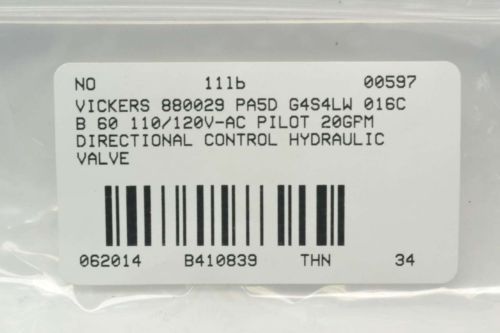 NO 11lb 00597
VICKERS 880029 PA5D G4S4LW 016C
B 60 110/120V-AC PILOT 20GPM
DIRECTIONAL CONTROL HYDRAULIC
VALVE
062014 B410839 THN 34